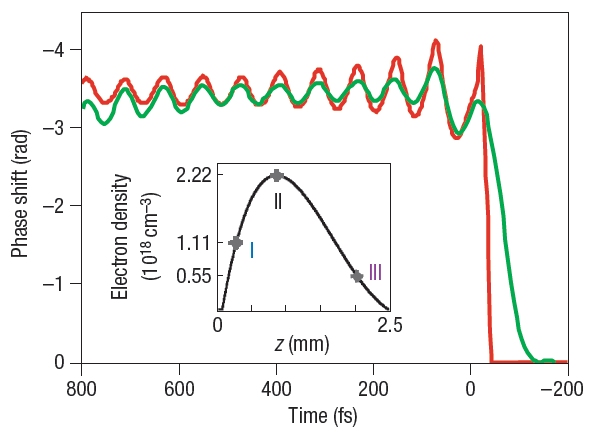 −4
−3
−2
−1
0
Phase shift (rad)
800
600
400
200
0
−200
Time (fs)
Electron density
(10¹⁸ cm⁻³)
2.22
1.11
0.55
I
II
III
0
2.5
z (mm)